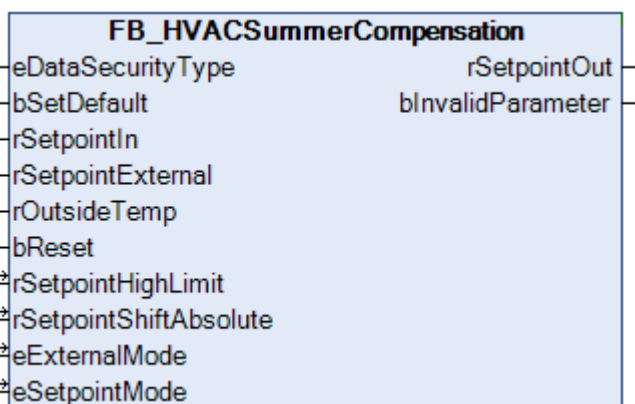 FB_HVACSummerCompensation
eDataSecurityType rSetpointOut
bSetDefault bInvalidParameter
rSetpointIn
rSetpointExternal
rOutsideTemp
bReset
rSetpointHighLimit
rSetpointShiftAbsolute
eExternalMode
eSetpointMode